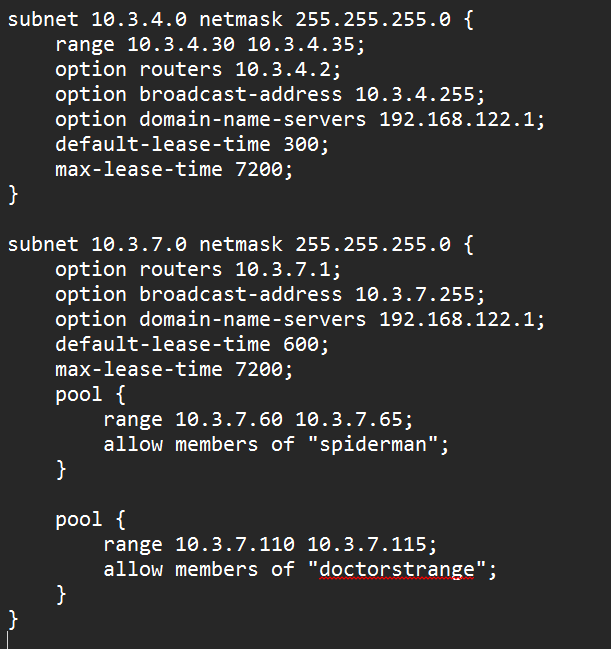 subnet 10.3.4.0 netmask 255.255.255.0 {
    range 10.3.4.30 10.3.4.35;
    option routers 10.3.4.2;
    option broadcast-address 10.3.4.255;
    option domain-name-servers 192.168.122.1;
    default-lease-time 300;
    max-lease-time 7200;
}

subnet 10.3.7.0 netmask 255.255.255.0 {
    option routers 10.3.7.1;
    option broadcast-address 10.3.7.255;
    option domain-name-servers 192.168.122.1;
    default-lease-time 600;
    max-lease-time 7200;
    pool {
        range 10.3.7.60 10.3.7.65;
        allow members of "spiderman";
    }

    pool {
        range 10.3.7.110 10.3.7.115;
        allow members of "doctorstrange";
    }
}